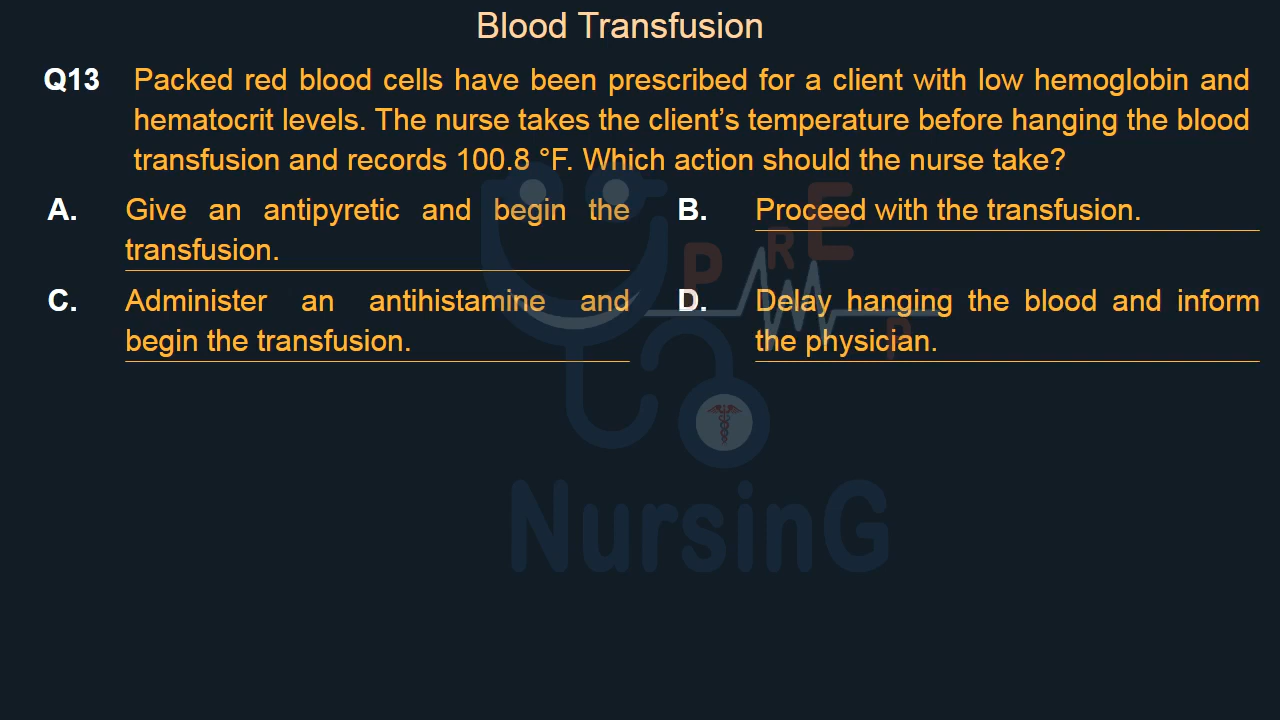 Blood Transfusion
Q13 Packed red blood cells have been prescribed for a client with low hemoglobin and
hematocrit levels. The nurse takes the client’s temperature before hanging the blood
transfusion and records 100.8 °F. Which action should the nurse take?
A. Give an antipyretic and begin the
transfusion.
B. Proceed with the transfusion.
C. Administer an antihistamine and
begin the transfusion.
D. Delay hanging the blood and inform
the physician.
PREP
NursinG